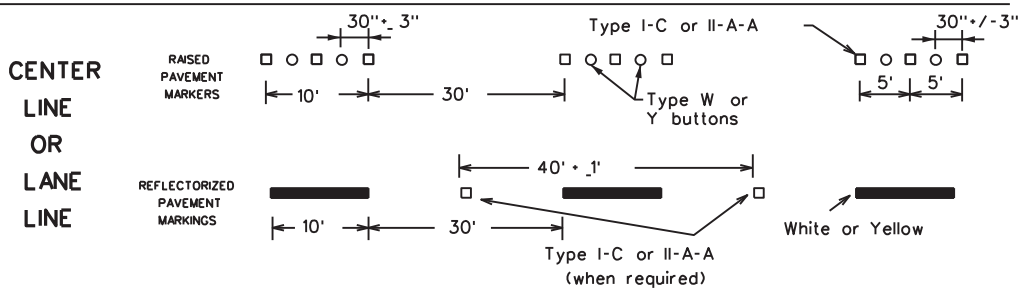 CENTER
LINE
OR
LANE
LINE
RAISED
PAVEMENT
MARKERS
30"+_ 3"
10'
30'
Type I-C or II-A-A
Type W or
Y buttons
30"+/-3"
5'
5'
REFLECTORIZED
PAVEMENT
MARKINGS
40' +_1'
10'
30'
Type I-C or II-A-A
(when required)
White or Yellow